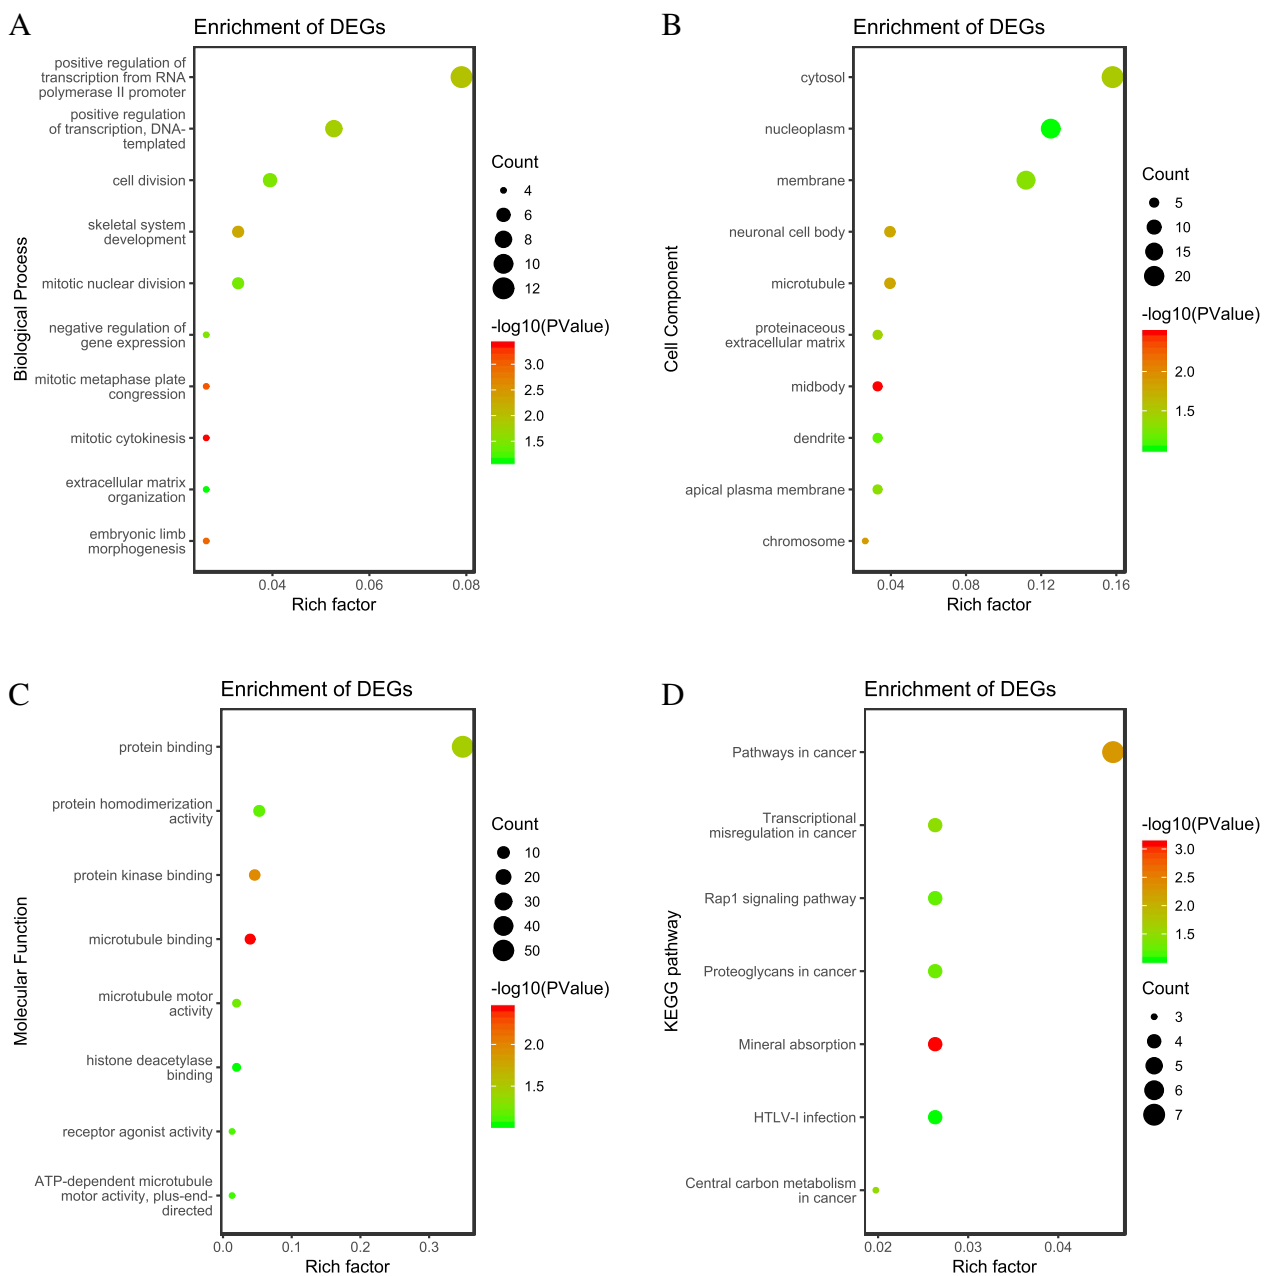 A
Enrichment of DEGs
Biological Process
positive regulation of
transcription from RNA
polymerase II promoter
positive regulation
of transcription, DNA-
templated
cell division
skeletal system
development
mitotic nuclear division
negative regulation of
gene expression
mitotic metaphase plate
congression
mitotic cytokinesis
extracellular matrix
organization
embryonic limb
morphogenesis
0.04 0.06 0.08
Rich factor
Count
4
6
8
10
12
-log10(PValue)
3.0
2.5
2.0
1.5
B
Enrichment of DEGs
Cell Component
cytosol
nucleoplasm
membrane
neuronal cell body
microtubule
proteinaceous
extracellular matrix
midbody
dendrite
apical plasma membrane
chromosome
0.04 0.08 0.12 0.16
Rich factor
Count
5
10
15
20
-log10(PValue)
2.0
1.5
C
Enrichment of DEGs
Molecular Function
protein binding
protein homodimerization
activity
protein kinase binding
microtubule binding
microtubule motor
activity
histone deacetylase
binding
receptor agonist activity
ATP-dependent microtubule
motor activity, plus-end-
directed
0.0 0.1 0.2 0.3
Rich factor
Count
10
20
30
40
50
-log10(PValue)
2.0
1.5
D
Enrichment of DEGs
KEGG pathway
Pathways in cancer
Transcriptional
misregulation in cancer
Rap1 signaling pathway
Proteoglycans in cancer
Mineral absorption
HTLV-I infection
Central carbon metabolism
in cancer
0.02 0.03 0.04
Rich factor
-log10(PValue)
3.0
2.5
2.0
1.5
Count
3
4
5
6
7